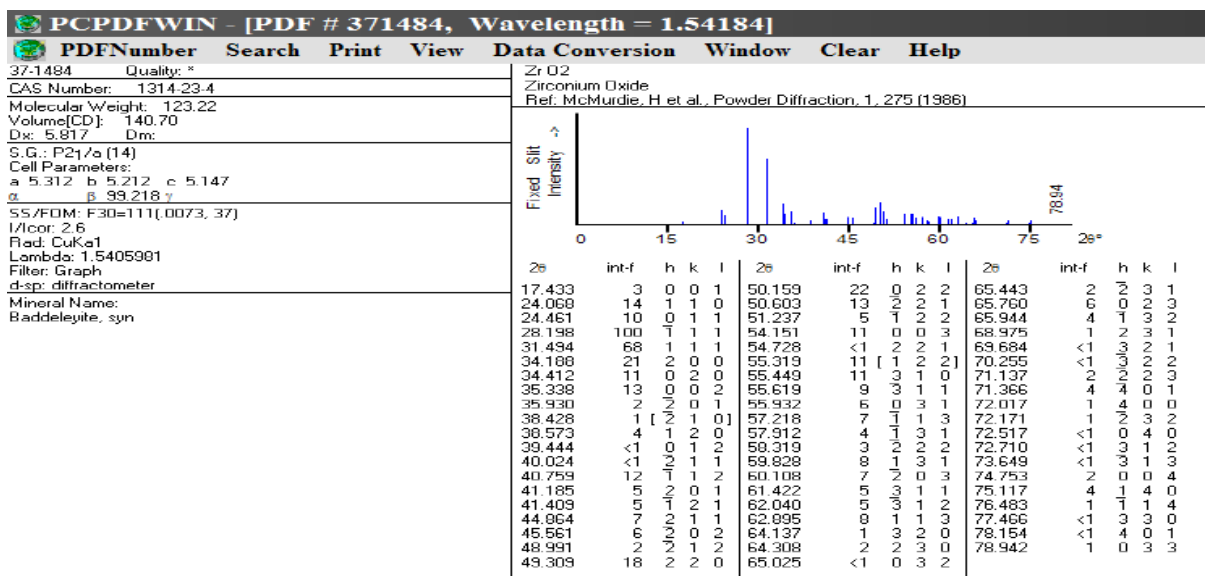 PCPDFWIN - [PDF # 371484, Wavelength = 1.54184]
PDFNumber Search Print View Data Conversion Window Clear Help
37-1484 Quality: *
CAS Number: 1314-23-4
Molecular Weight: 123.22
Volume[CD]: 140.70
Dx: 5.817 Dm:
S.G.: P2₁/a (14)
Cell Parameters:
a 5.312 b 5.212 c 5.147
α β 99.218 γ
SS/FOM: F30=111(.0073, 37)
I/Icor: 2.6
Rad: CuKa1
Lambda: 1.5405981
Filter: Graph
d-sp: diffractometer
Mineral Name:
Baddeleyite, syn
Zr O2
Zirconium Oxide
Ref: McMurdie, H et al., Powder Diffraction, 1, 275 (1986)
Fixed Slit
Intensity ->
78.94
0 15 30 45 60 75 2θ°
2θ int-f h k l
17.433 3 0 0 1
24.068 14 1 1 0
24.461 10 0 1 1
28.198 100 1̅ 1 1
31.494 68 1 1 1
34.188 21 2 0 0
34.412 11 0 2 0
35.338 13 0 0 2
35.930 2 2̅ 0 1
38.428 1 [ 2 1 0]
38.573 4 1 2 0
39.444 <1 0 1 2
40.024 <1 2̅ 1 1
40.759 12 1̅ 1 2
41.185 5 2 0 1
41.409 5 1̅ 2 1
44.864 7 2 1 1
45.561 6 2̅ 0 2
48.991 2 2̅ 1 2
49.309 18 2 2 0
2θ int-f h k l
50.159 22 0 2 2
50.603 13 2̅ 2 1
51.237 5 1̅ 2 2
54.151 11 0 0 3
54.728 <1 2 2 1
55.319 11 [ 1 2 2]
55.449 11 3 1 0
55.619 9 3̅ 1 1
55.932 6 0 3 1
57.218 7 1̅ 1 3
57.912 4 1̅ 3 1
58.319 3 2̅ 2 2
59.828 8 1 3 1
60.108 7 2̅ 0 3
61.422 5 3 1 1
62.040 5 3̅ 1 2
62.895 8 1 1 3
64.137 1 3 2 0
64.308 2 2 3 0
65.025 <1 0 3 2
2θ int-f h k l
65.443 2 2̅ 3 1
65.760 6 0 2 3
65.944 4 1̅ 3 2
68.975 1 2 3 1
69.684 <1 3 2 1
70.255 <1 3̅ 2 2
71.137 2 2̅ 2 3
71.366 4 4̅ 0 1
72.017 1 4 0 0
72.171 1 2̅ 3 2
72.517 <1 0 4 0
72.710 <1 3 1 2
73.649 <1 3̅ 1 3
74.753 2 0 0 4
75.117 4 1 4 0
76.483 1 1̅ 1 4
77.466 <1 3 3 0
78.154 <1 4 0 1
78.942 1 0 3 3